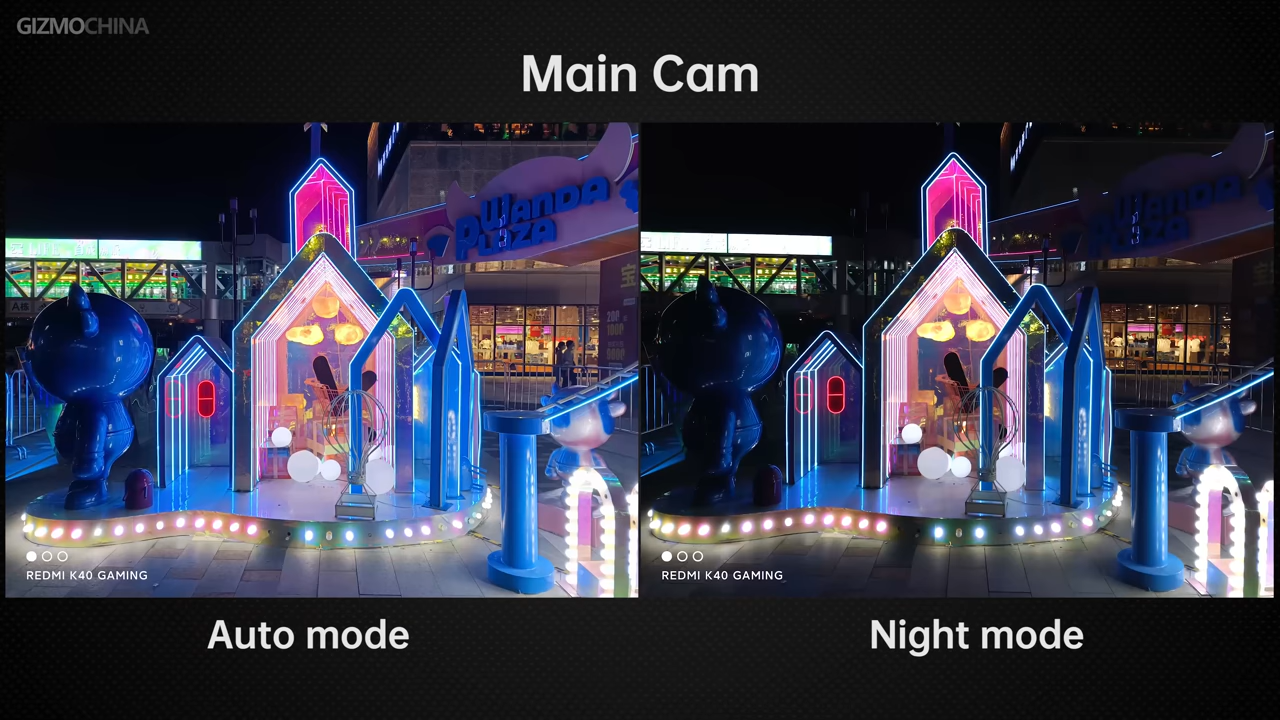 GIZMOCHINA
Main Cam
WANDA
PLAZA
WANDA
PLAZA
REDMI K40 GAMING
REDMI K40 GAMING
Auto mode
Night mode